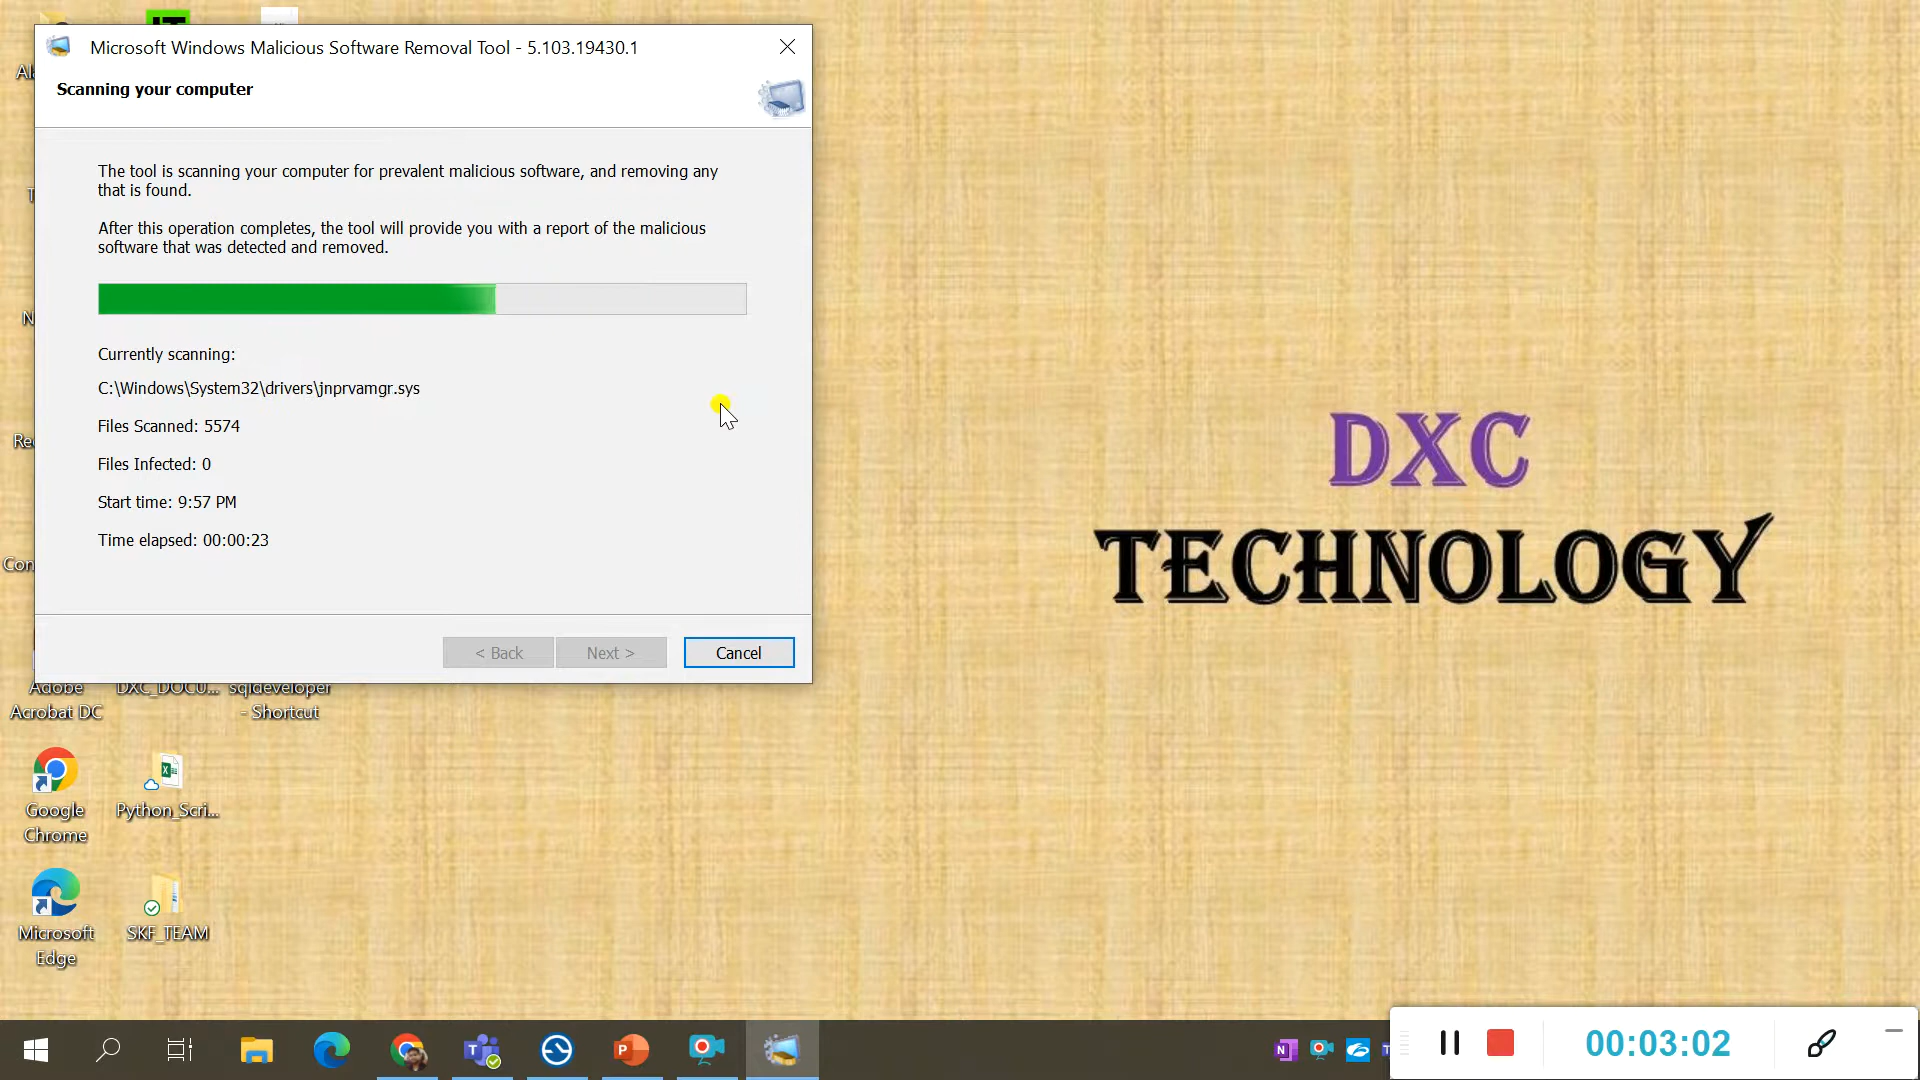 Microsoft Windows Malicious Software Removal Tool - 5.103.19430.1
Scanning your computer
The tool is scanning your computer for prevalent malicious software, and removing any
that is found.
After this operation completes, the tool will provide you with a report of the malicious
software that was detected and removed.
Currently scanning:
C:\Windows\System32\drivers\jnprvamgr.sys
Files Scanned: 5574
Files Infected: 0
Start time: 9:57 PM
Time elapsed: 00:00:23
< Back
Next >
Cancel
DXC
TECHNOLOGY
Adobe
Acrobat DC
DXC_DOCU...
sqldeveloper
- Shortcut
Google
Chrome
Python_Scri...
Microsoft
Edge
SKF_TEAM
00:03:02